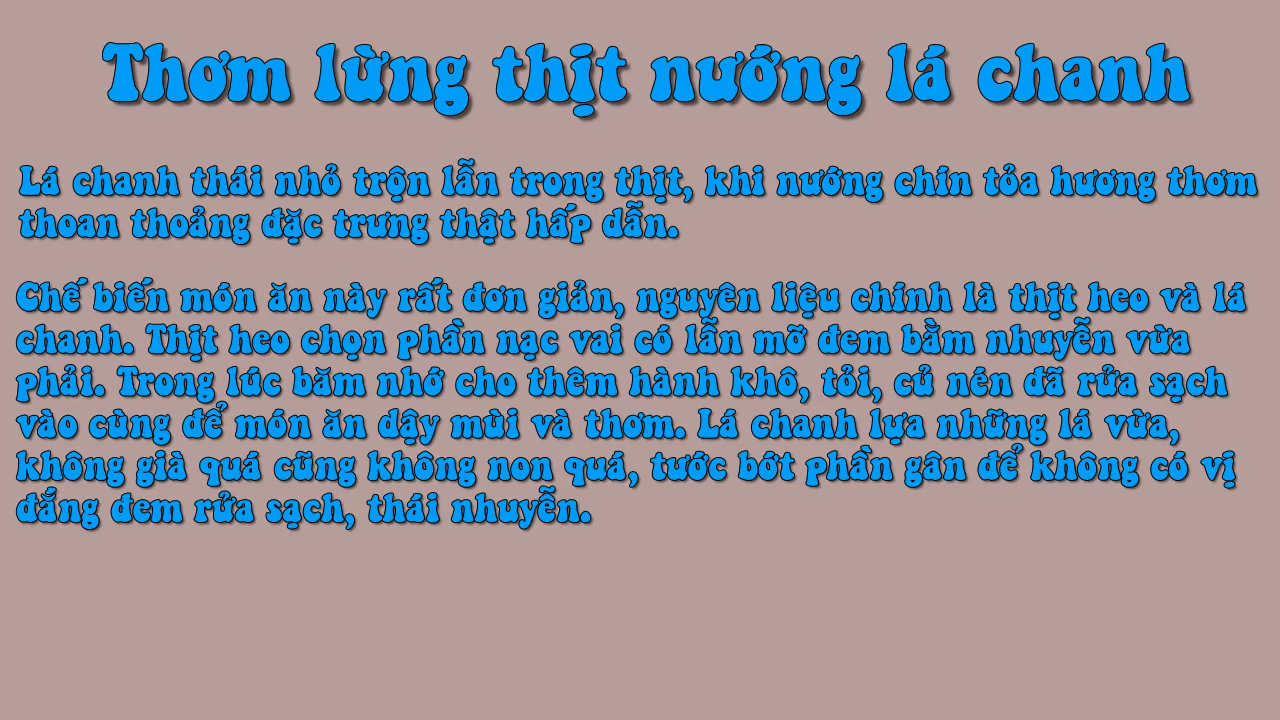 Thơm lừng thịt nướng lá chanh
Lá chanh thái nhỏ trộn lẫn trong thịt, khi nướng chín tỏa hương thơm
thoan thoảng đặc trưng thật hấp dẫn.
Chế biến món ăn này rất đơn giản, nguyên liệu chính là thịt heo và lá
chanh. Thịt heo chọn phần nạc vai có lẫn mỡ đem bằm nhuyễn vừa
phải. Trong lúc băm nhớ cho thêm hành khô, tỏi, củ nén đã rửa sạch
vào cùng để món ăn dậy mùi và thơm. Lá chanh lựa những lá vừa,
không già quá cũng không non quá, tước bớt phần gân để không có vị
đắng đem rửa sạch, thái nhuyễn.